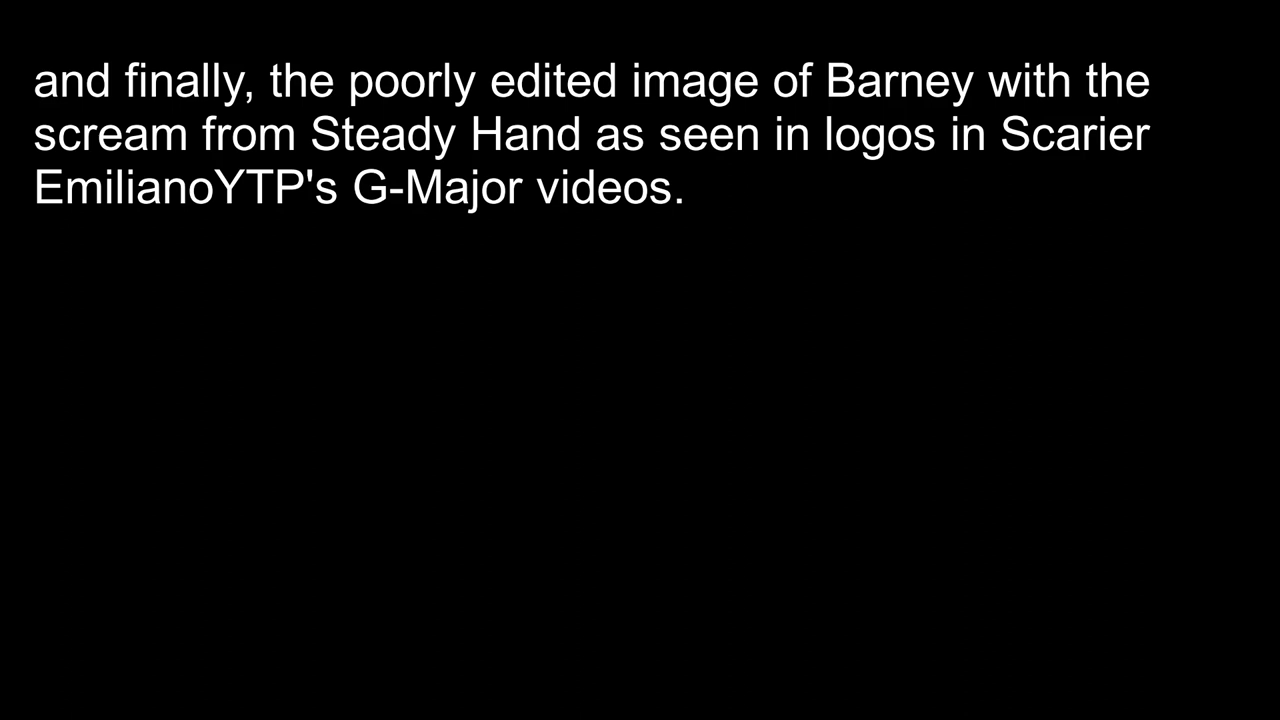 and finally, the poorly edited image of Barney with the
scream from Steady Hand as seen in logos in Scarier
EmilianoYTP's G-Major videos.